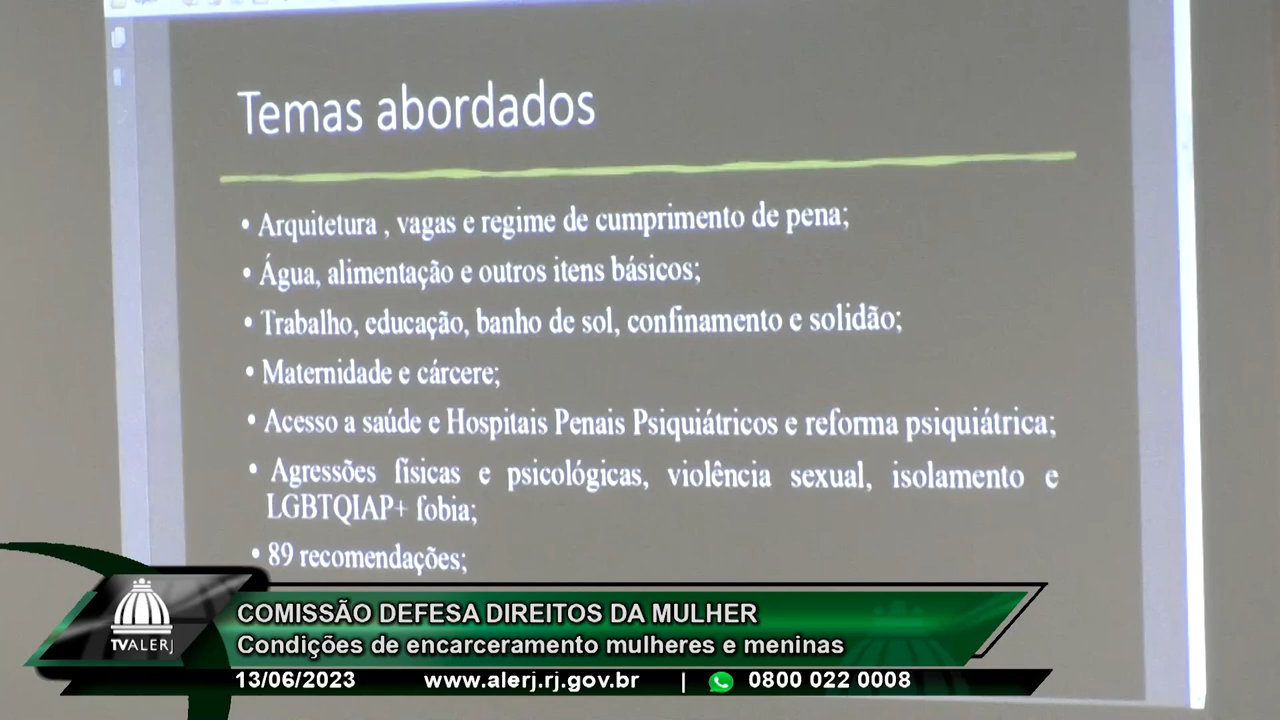 Temas abordados
• Arquitetura , vagas e regime de cumprimento de pena;
• Água, alimentação e outros itens básicos;
• Trabalho, educação, banho de sol, confinamento e solidão;
• Maternidade e cárcere;
• Acesso a saúde e Hospitais Penais Psiquiátricos e reforma psiquiátrica;
• Agressões físicas e psicológicas, violência sexual, isolamento e
LGBTQIAP+ fobia;
• 89 recomendações;
COMISSÃO DEFESA DIREITOS DA MULHER
TVALERJ
Condições de encarceramento mulheres e meninas
13/06/2023 www.alerj.rj.gov.br | 0800 022 0008